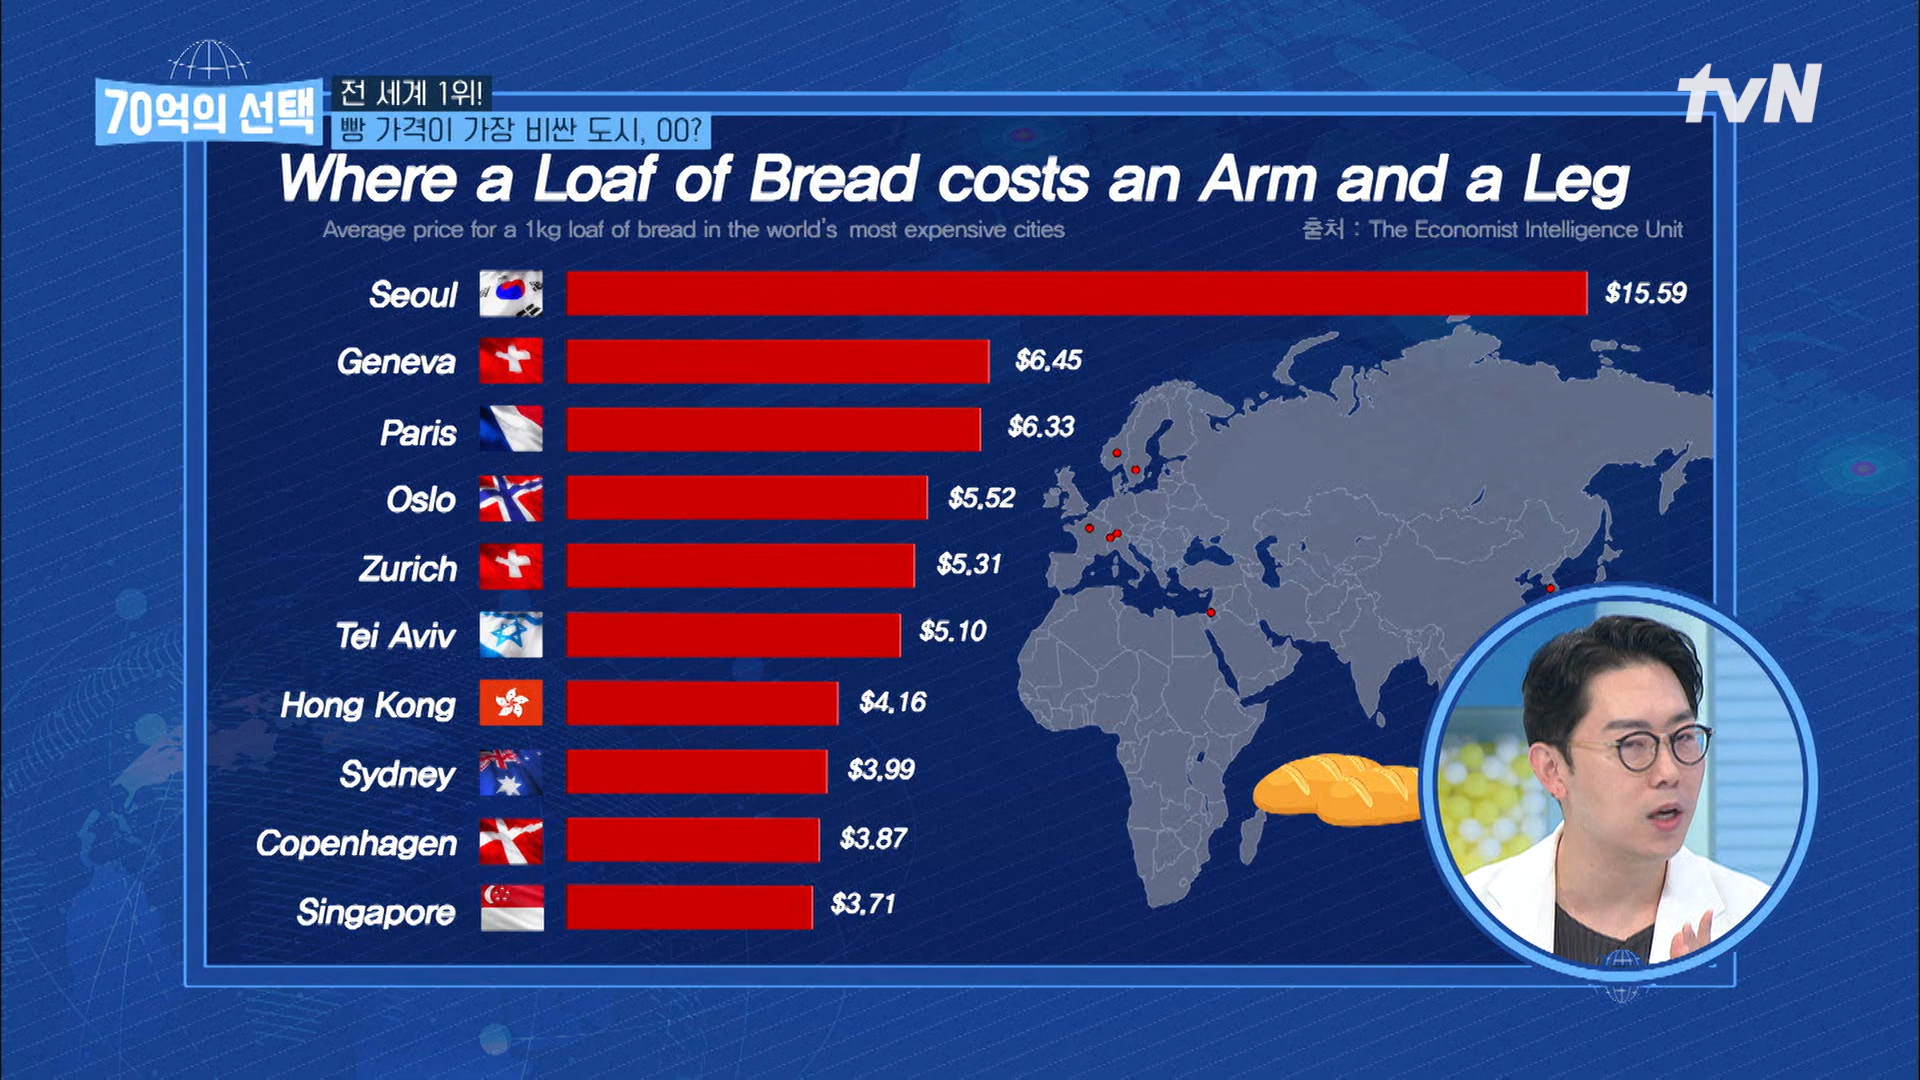 70억의 선택
전 세계 1위!
빵 가격이 가장 비싼 도시, OO?
tvN
Where a Loaf of Bread costs an Arm and a Leg
Average price for a 1kg loaf of bread in the world's most expensive cities
출처 : The Economist Intelligence Unit
Seoul $15.59
Geneva $6.45
Paris $6.33
Oslo $5.52
Zurich $5.31
Tei Aviv $5.10
Hong Kong $4.16
Sydney $3.99
Copenhagen $3.87
Singapore $3.71